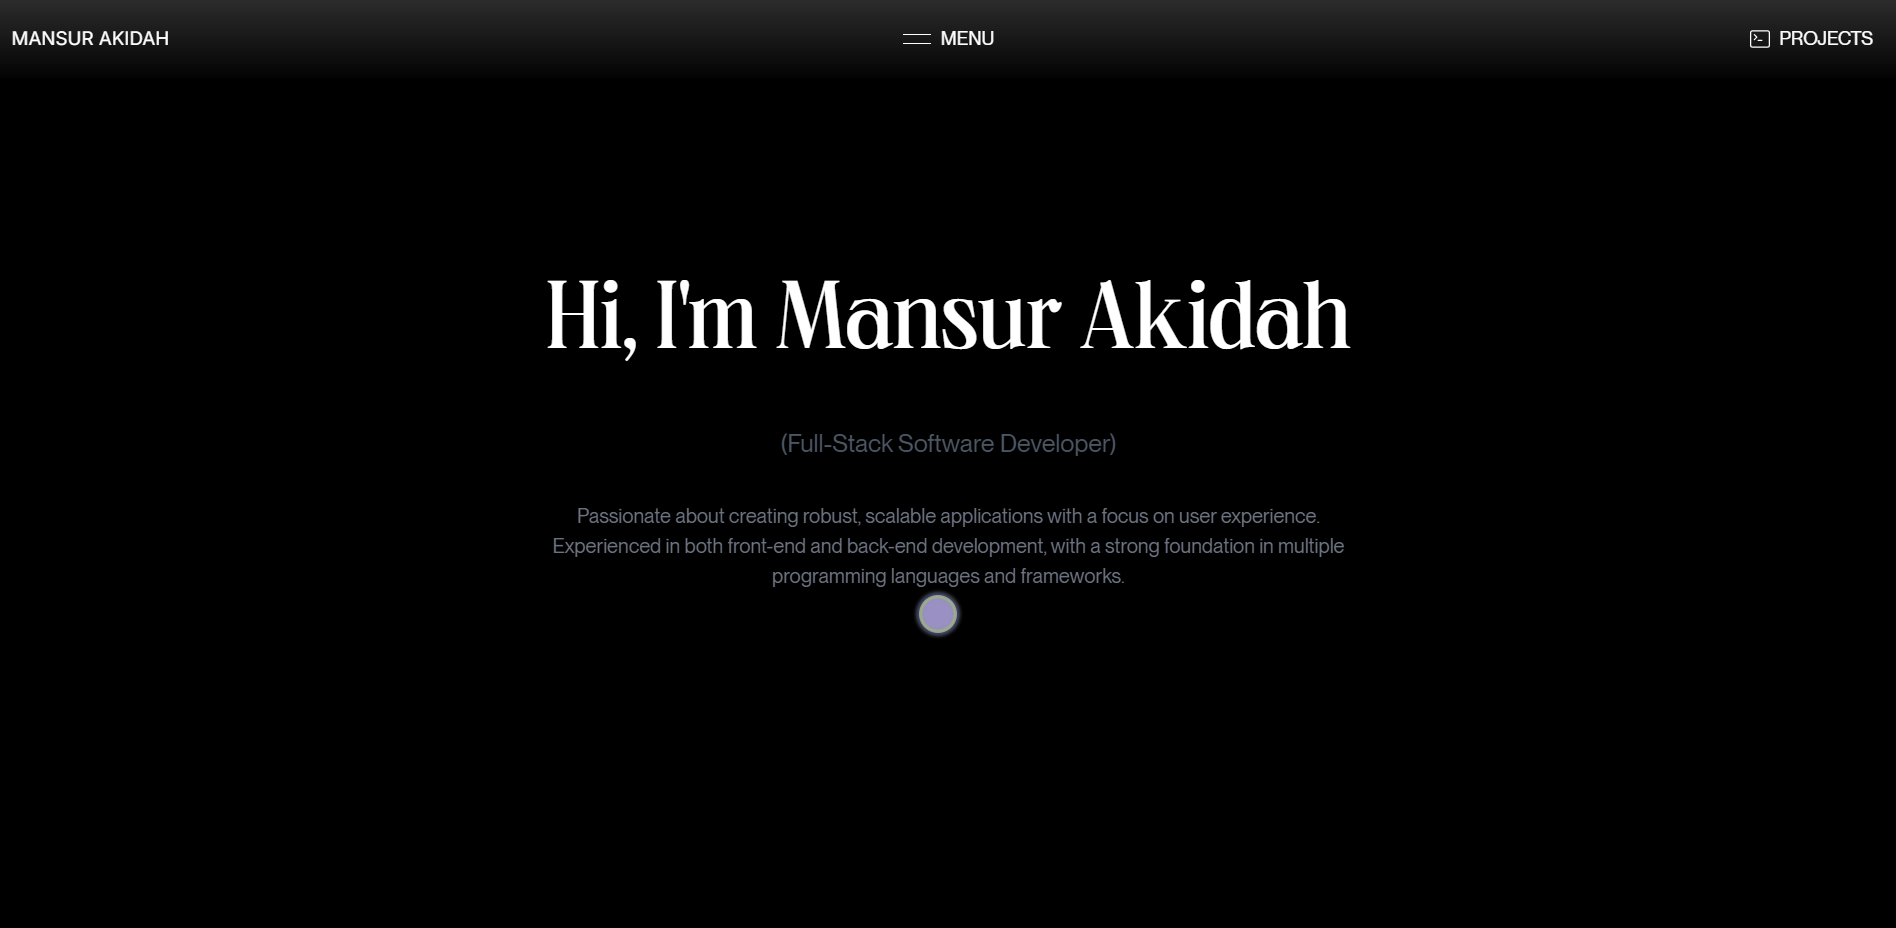 MANSUR AKIDAH
MENU
PROJECTS
Hi, I'm Mansur Akidah
(Full-Stack Software Developer)
Passionate about creating robust, scalable applications with a focus on user experience.
Experienced in both front-end and back-end development, with a strong foundation in multiple
programming languages and frameworks.